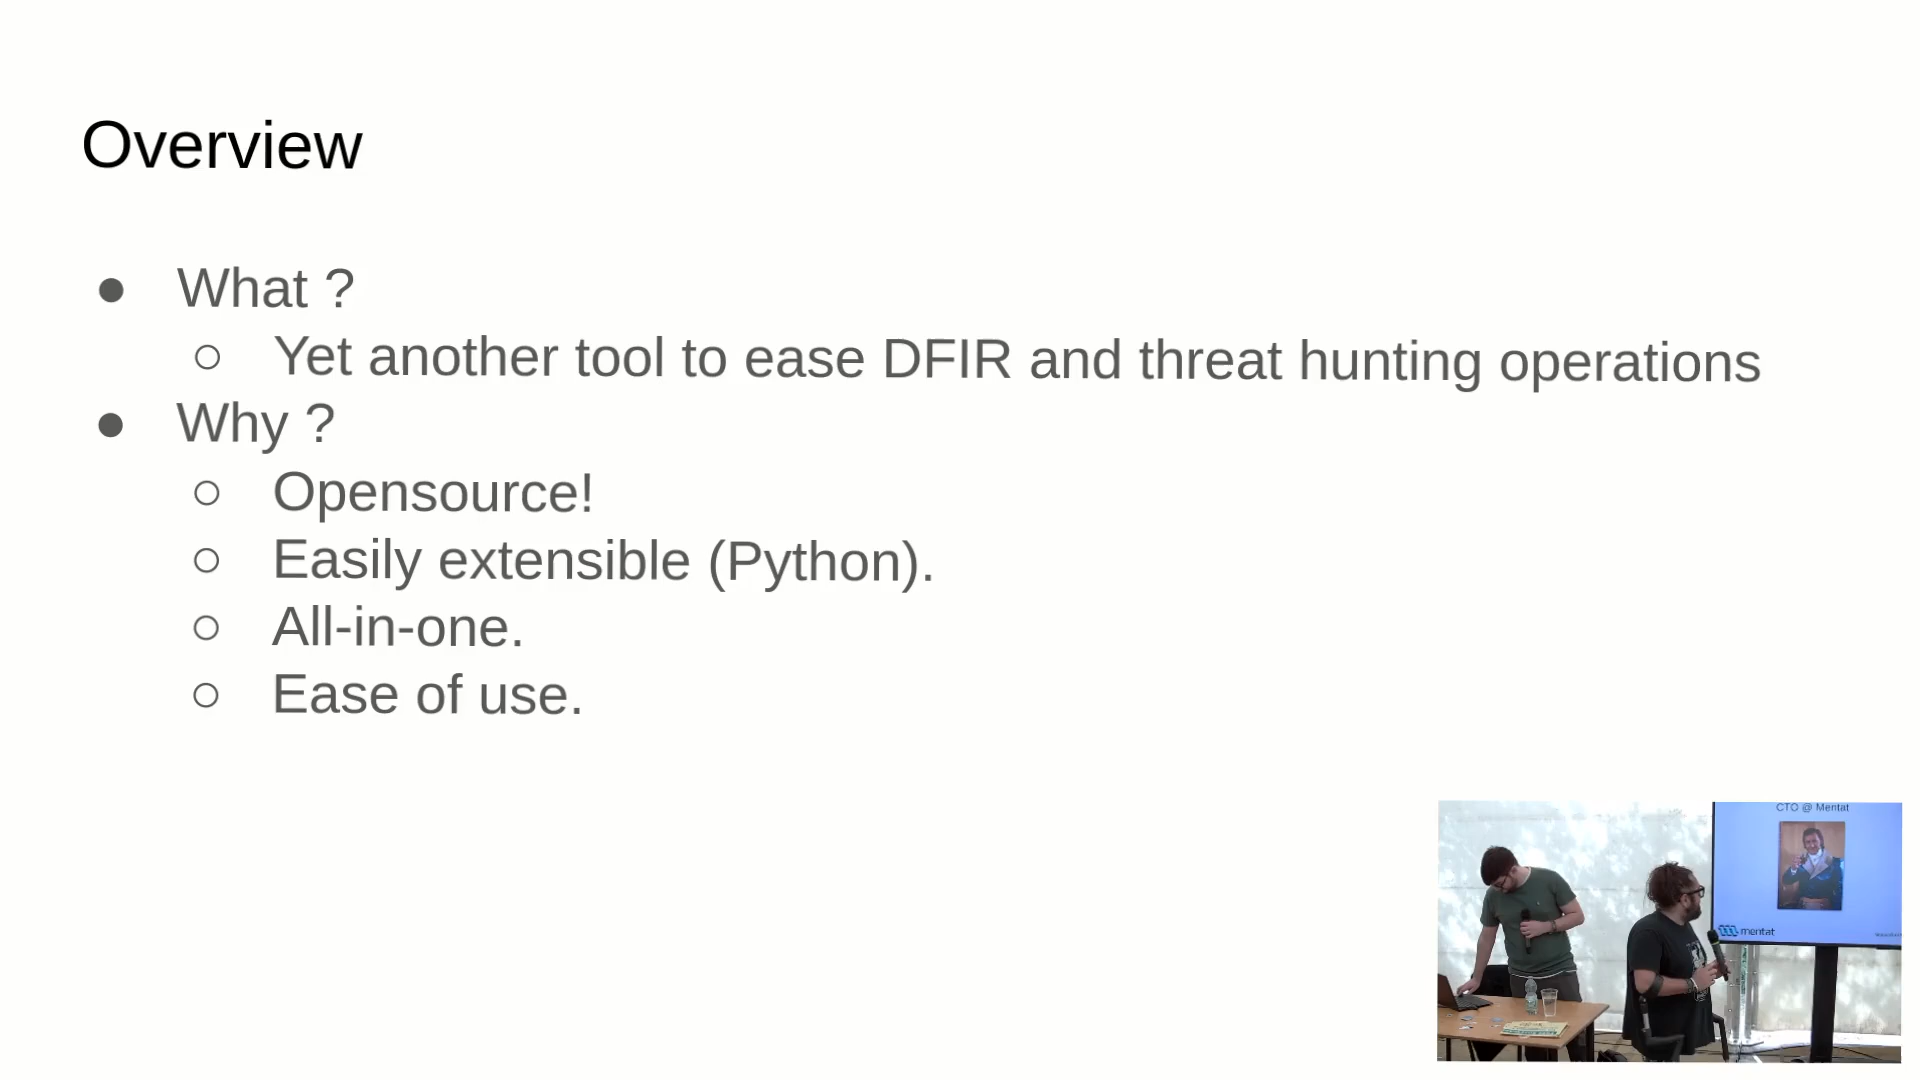 Overview
● What ?
○ Yet another tool to ease DFIR and threat hunting operations
● Why ?
○ Opensource!
○ Easily extensible (Python).
○ All-in-one.
○ Ease of use.
CTO @ Mentat
mentat